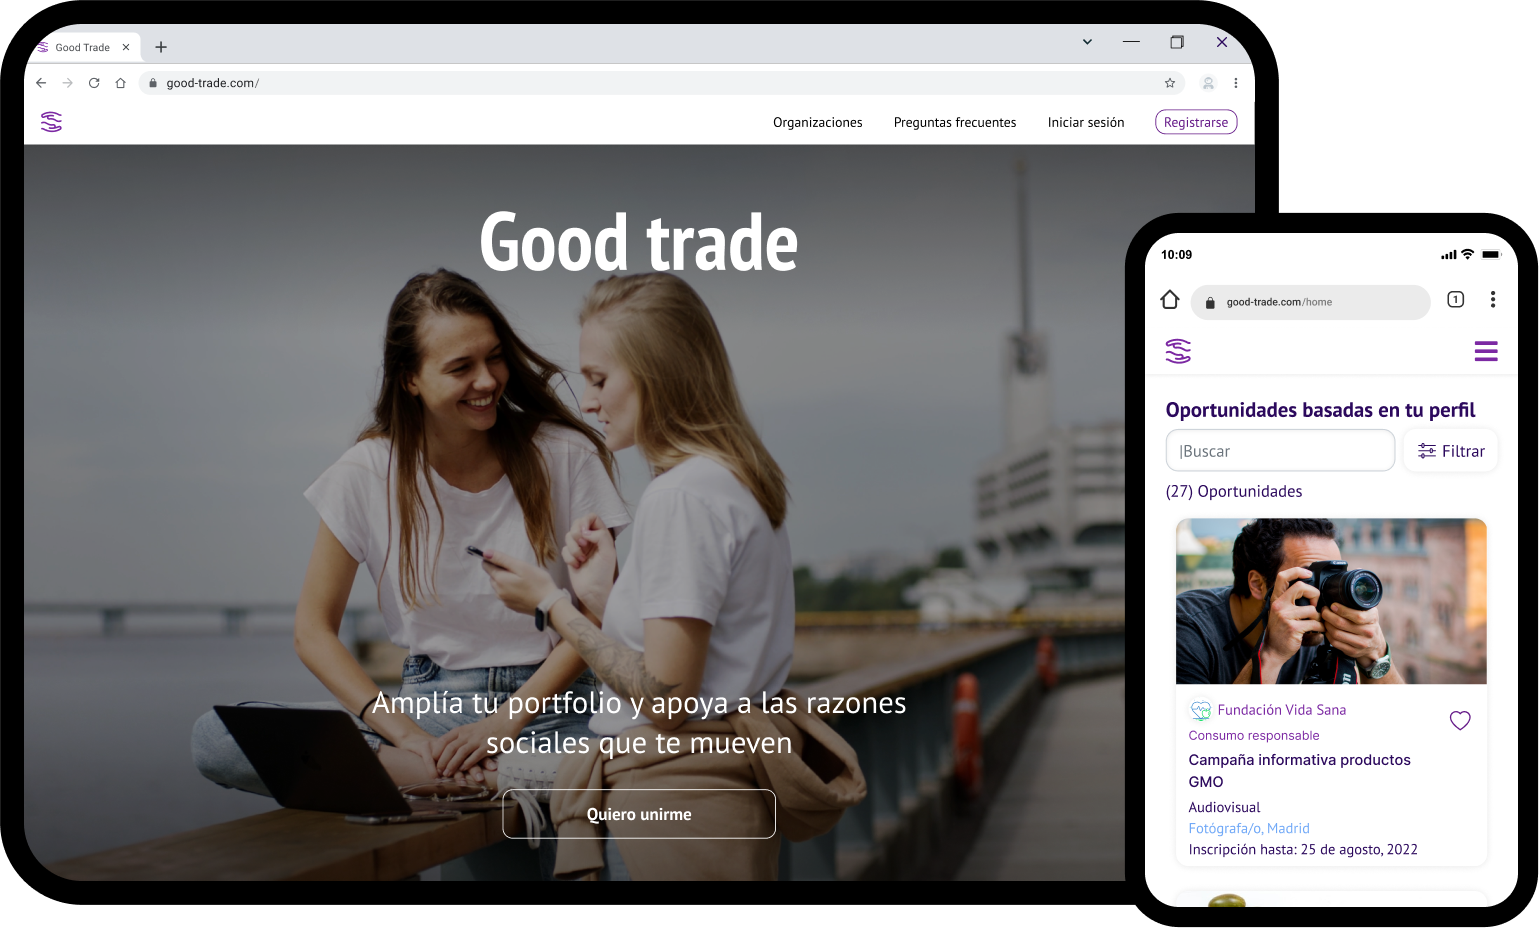 Good Trade
good-trade.com/
Organizaciones Preguntas frecuentes Iniciar sesión Registrarse
Good trade
Amplía tu portfolio y apoya a las razones
sociales que te mueven
Quiero unirme
10:09
good-trade.com/home
1
Oportunidades basadas en tu perfil
|Buscar
Filtrar
(27) Oportunidades
Fundación Vida Sana
Consumo responsable
Campaña informativa productos
GMO
Audiovisual
Fotógrafa/o, Madrid
Inscripción hasta: 25 de agosto, 2022